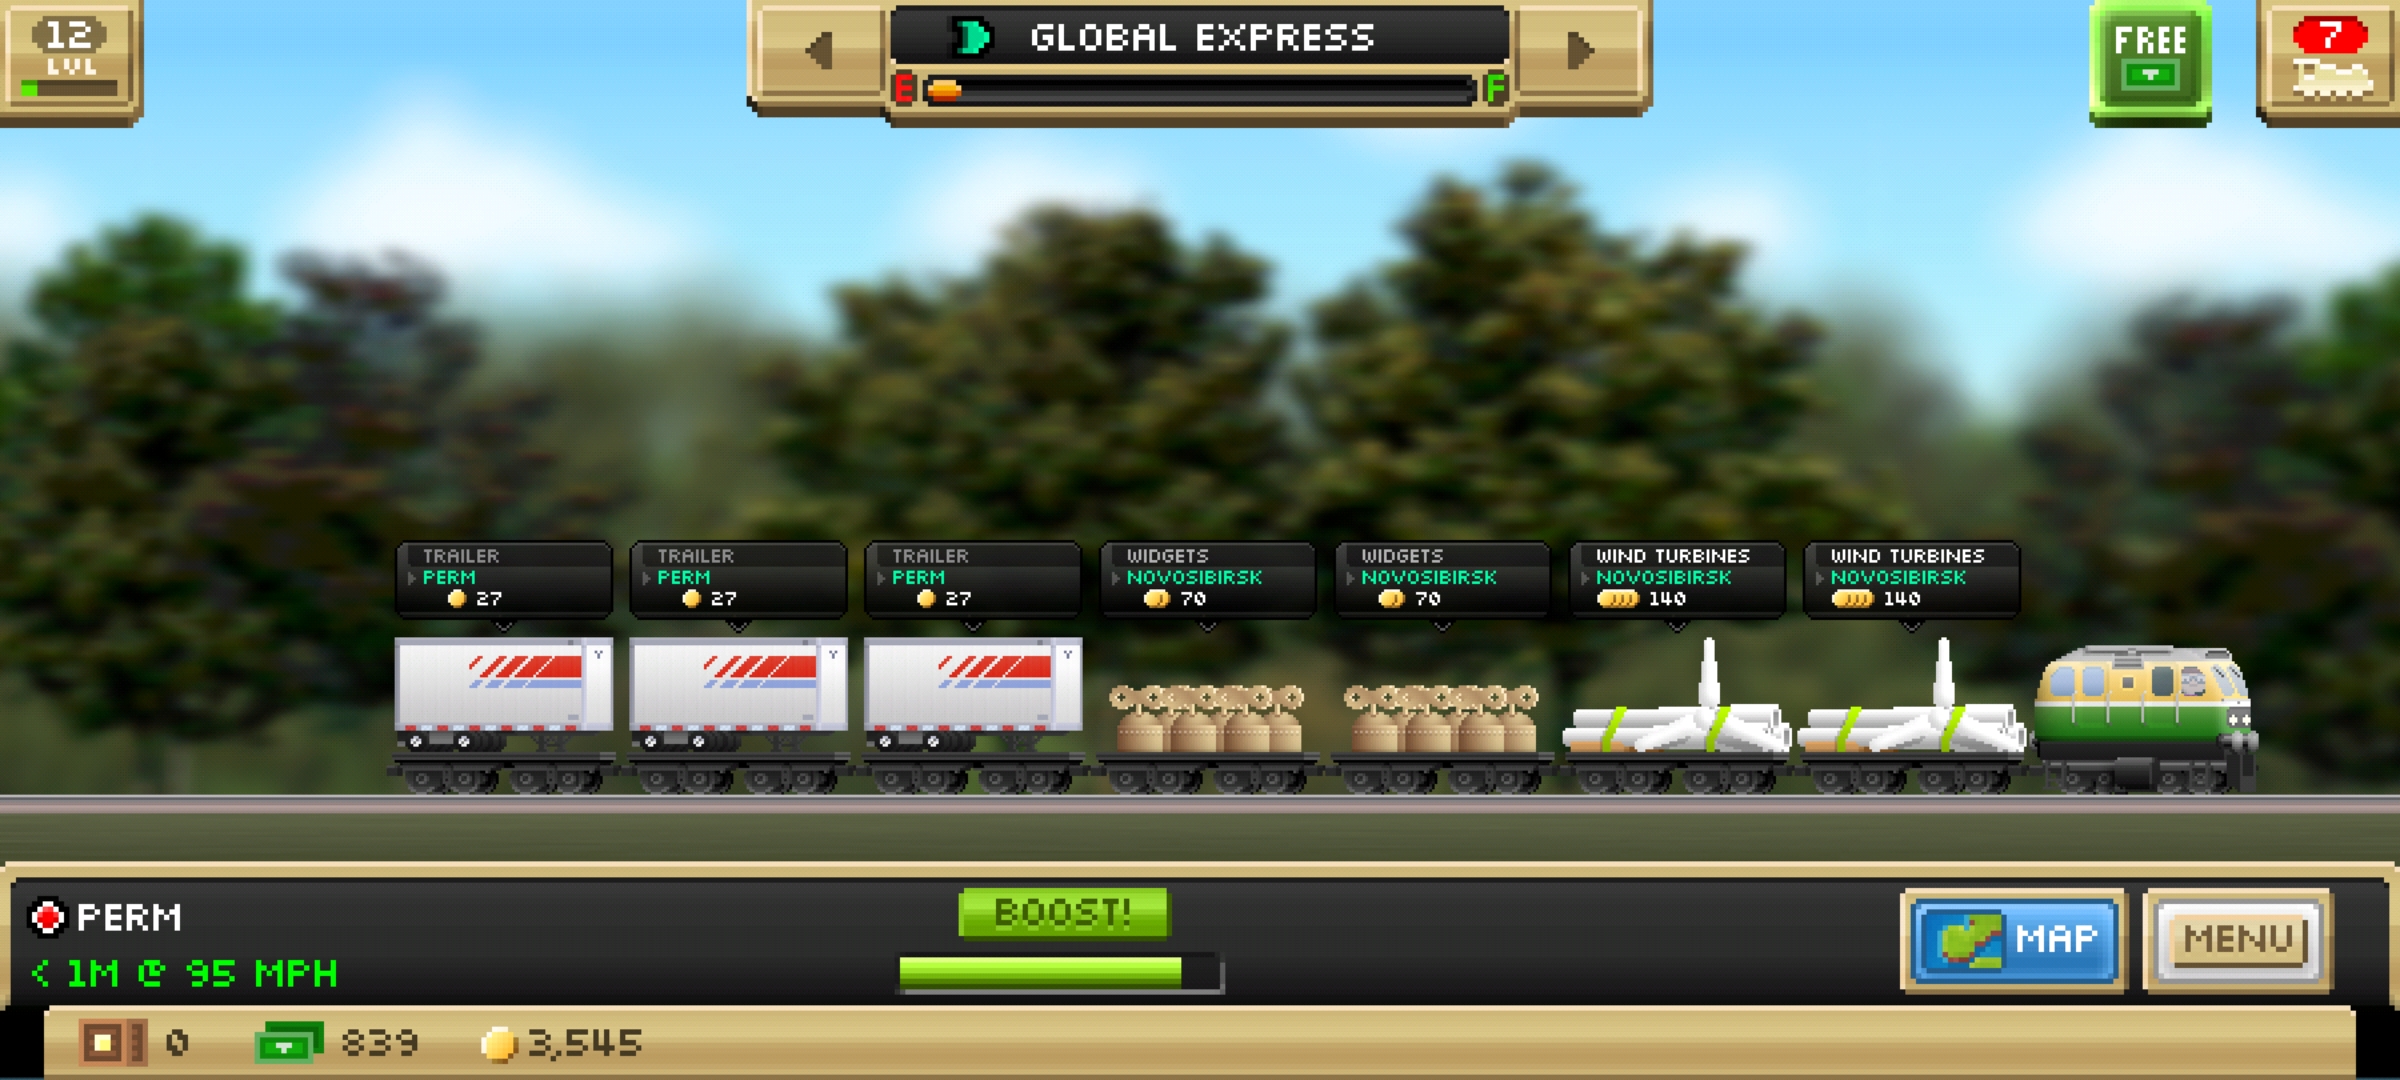 12
LVL
GLOBAL EXPRESS
E F
FREE
7
TRAILER
PERM
27
TRAILER
PERM
27
TRAILER
PERM
27
WIDGETS
NOVOSIBIRSK
70
WIDGETS
NOVOSIBIRSK
70
WIND TURBINES
NOVOSIBIRSK
140
WIND TURBINES
NOVOSIBIRSK
140
PERM
< 1M @ 95 MPH
BOOST!
MAP
MENU
0
839
3,545